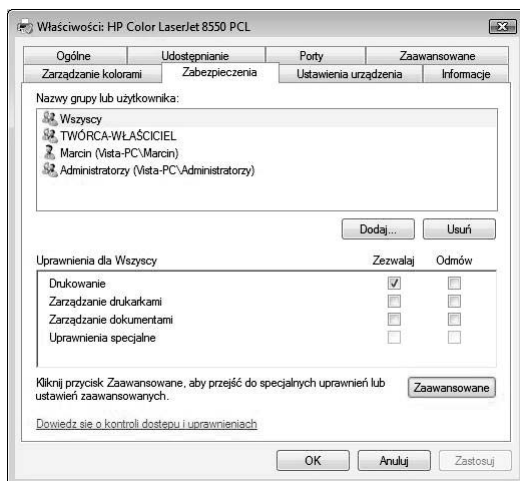 Właściwości: HP Color LaserJet 8550 PCL
Ogólne Udostępnianie Porty Zaawansowane
Zarządzanie kolorami Zabezpieczenia Ustawienia urządzenia Informacje
Nazwy grupy lub użytkownika:
Wszyscy
TWÓRCA-WŁAŚCICIEL
Marcin (Vista-PC\Marcin)
Administratorzy (Vista-PC\Administratorzy)
Dodaj... Usuń
Uprawnienia dla Wszyscy Zezwalaj Odmów
Drukowanie
Zarządzanie drukarkami
Zarządzanie dokumentami
Uprawnienia specjalne
Kliknij przycisk Zaawansowane, aby przejść do specjalnych uprawnień lub
ustawień zaawansowanych.
Zaawansowane
Dowiedz się o kontroli dostępu i uprawnieniach
OK Anuluj Zastosuj